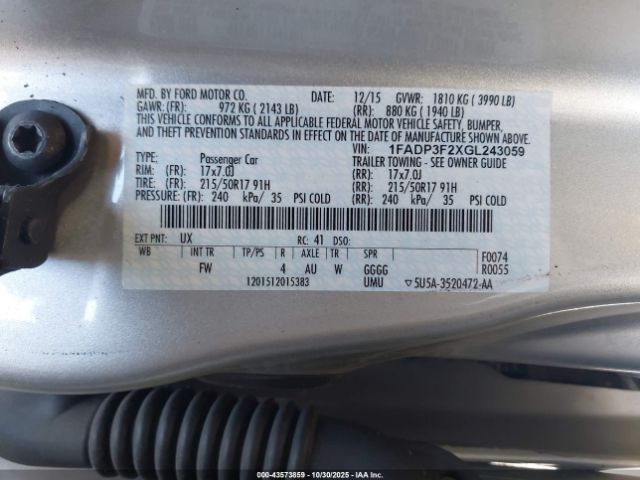 MFD. BY FORD MOTOR CO. DATE: 12/15 GVWR: 1810 KG ( 3990 LB)
GAWR: (FR): 972 KG ( 2143 LB) (RR): 880 KG ( 1940 LB)
THIS VEHICLE CONFORMS TO ALL APPLICABLE FEDERAL MOTOR VEHICLE SAFETY, BUMPER,
AND THEFT PREVENTION STANDARDS IN EFFECT ON THE DATE OF MANUFACTURE SHOWN ABOVE.
VIN: 1FADP3F2XGL243059
TYPE: Passenger Car TRAILER TOWING - SEE OWNER GUIDE
RIM: (FR): 17x7.0J (RR): 17x7.0J
TIRE: (FR): 215/50R17 91H (RR): 215/50R17 91H
PRESSURE: (FR): 240 kPa/ 35 PSI COLD (RR): 240 kPa/ 35 PSI COLD
EXT PNT: UX RC: 41 DSO:
WB INT TR TP/PS R AXLE TR SPR F0074
FW 4 AU W GGGG R0055
1201512015383 UMU ▽5U5A-3520472-AA
000-43573859 - 10/30/2025 - IAA, Inc.